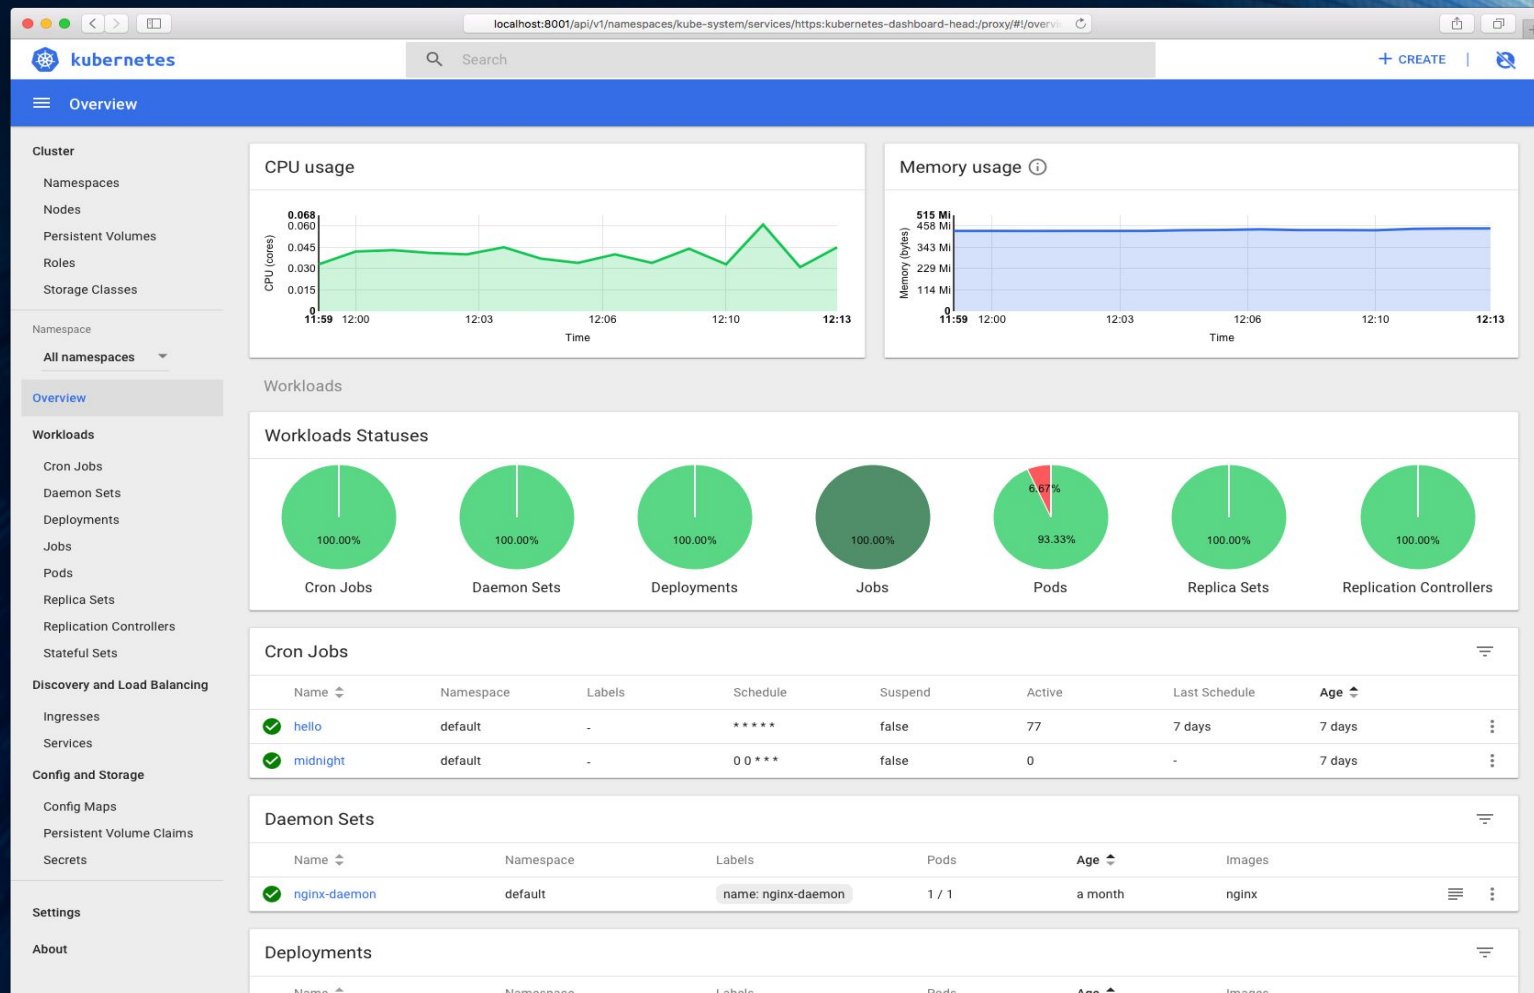 localhost:8001/api/v1/namespaces/kube-system/services/https:kubernetes-dashboard-head:/proxy/#!/overvi
kubernetes
Search
+ CREATE
Overview
Cluster
Namespaces
Nodes
Persistent Volumes
Roles
Storage Classes
Namespace
All namespaces
Overview
Workloads
Cron Jobs
Daemon Sets
Deployments
Jobs
Pods
Replica Sets
Replication Controllers
Stateful Sets
Discovery and Load Balancing
Ingresses
Services
Config and Storage
Config Maps
Persistent Volume Claims
Secrets
Settings
About
CPU usage
CPU (cores)
0.068
0.060
0.045
0.030
0.015
0
11:59 12:00 12:03 12:06 12:10 12:13
Time
Memory usage
Memory (bytes)
515 Mi
458 Mi
343 Mi
229 Mi
114 Mi
0
11:59 12:00 12:03 12:06 12:10 12:13
Time
Workloads
Workloads Statuses
6.67%
100.00% 100.00% 100.00% 100.00% 93.33% 100.00% 100.00%
Cron Jobs Daemon Sets Deployments Jobs Pods Replica Sets Replication Controllers
Cron Jobs
Name Namespace Labels Schedule Suspend Active Last Schedule Age
hello default - * * * * * false 77 7 days 7 days
midnight default - 0 0 * * * false 0 - 7 days
Daemon Sets
Name Namespace Labels Pods Age Images
nginx-daemon default name: nginx-daemon 1 / 1 a month nginx
Deployments
Name Namespace Labels Pods Age Images